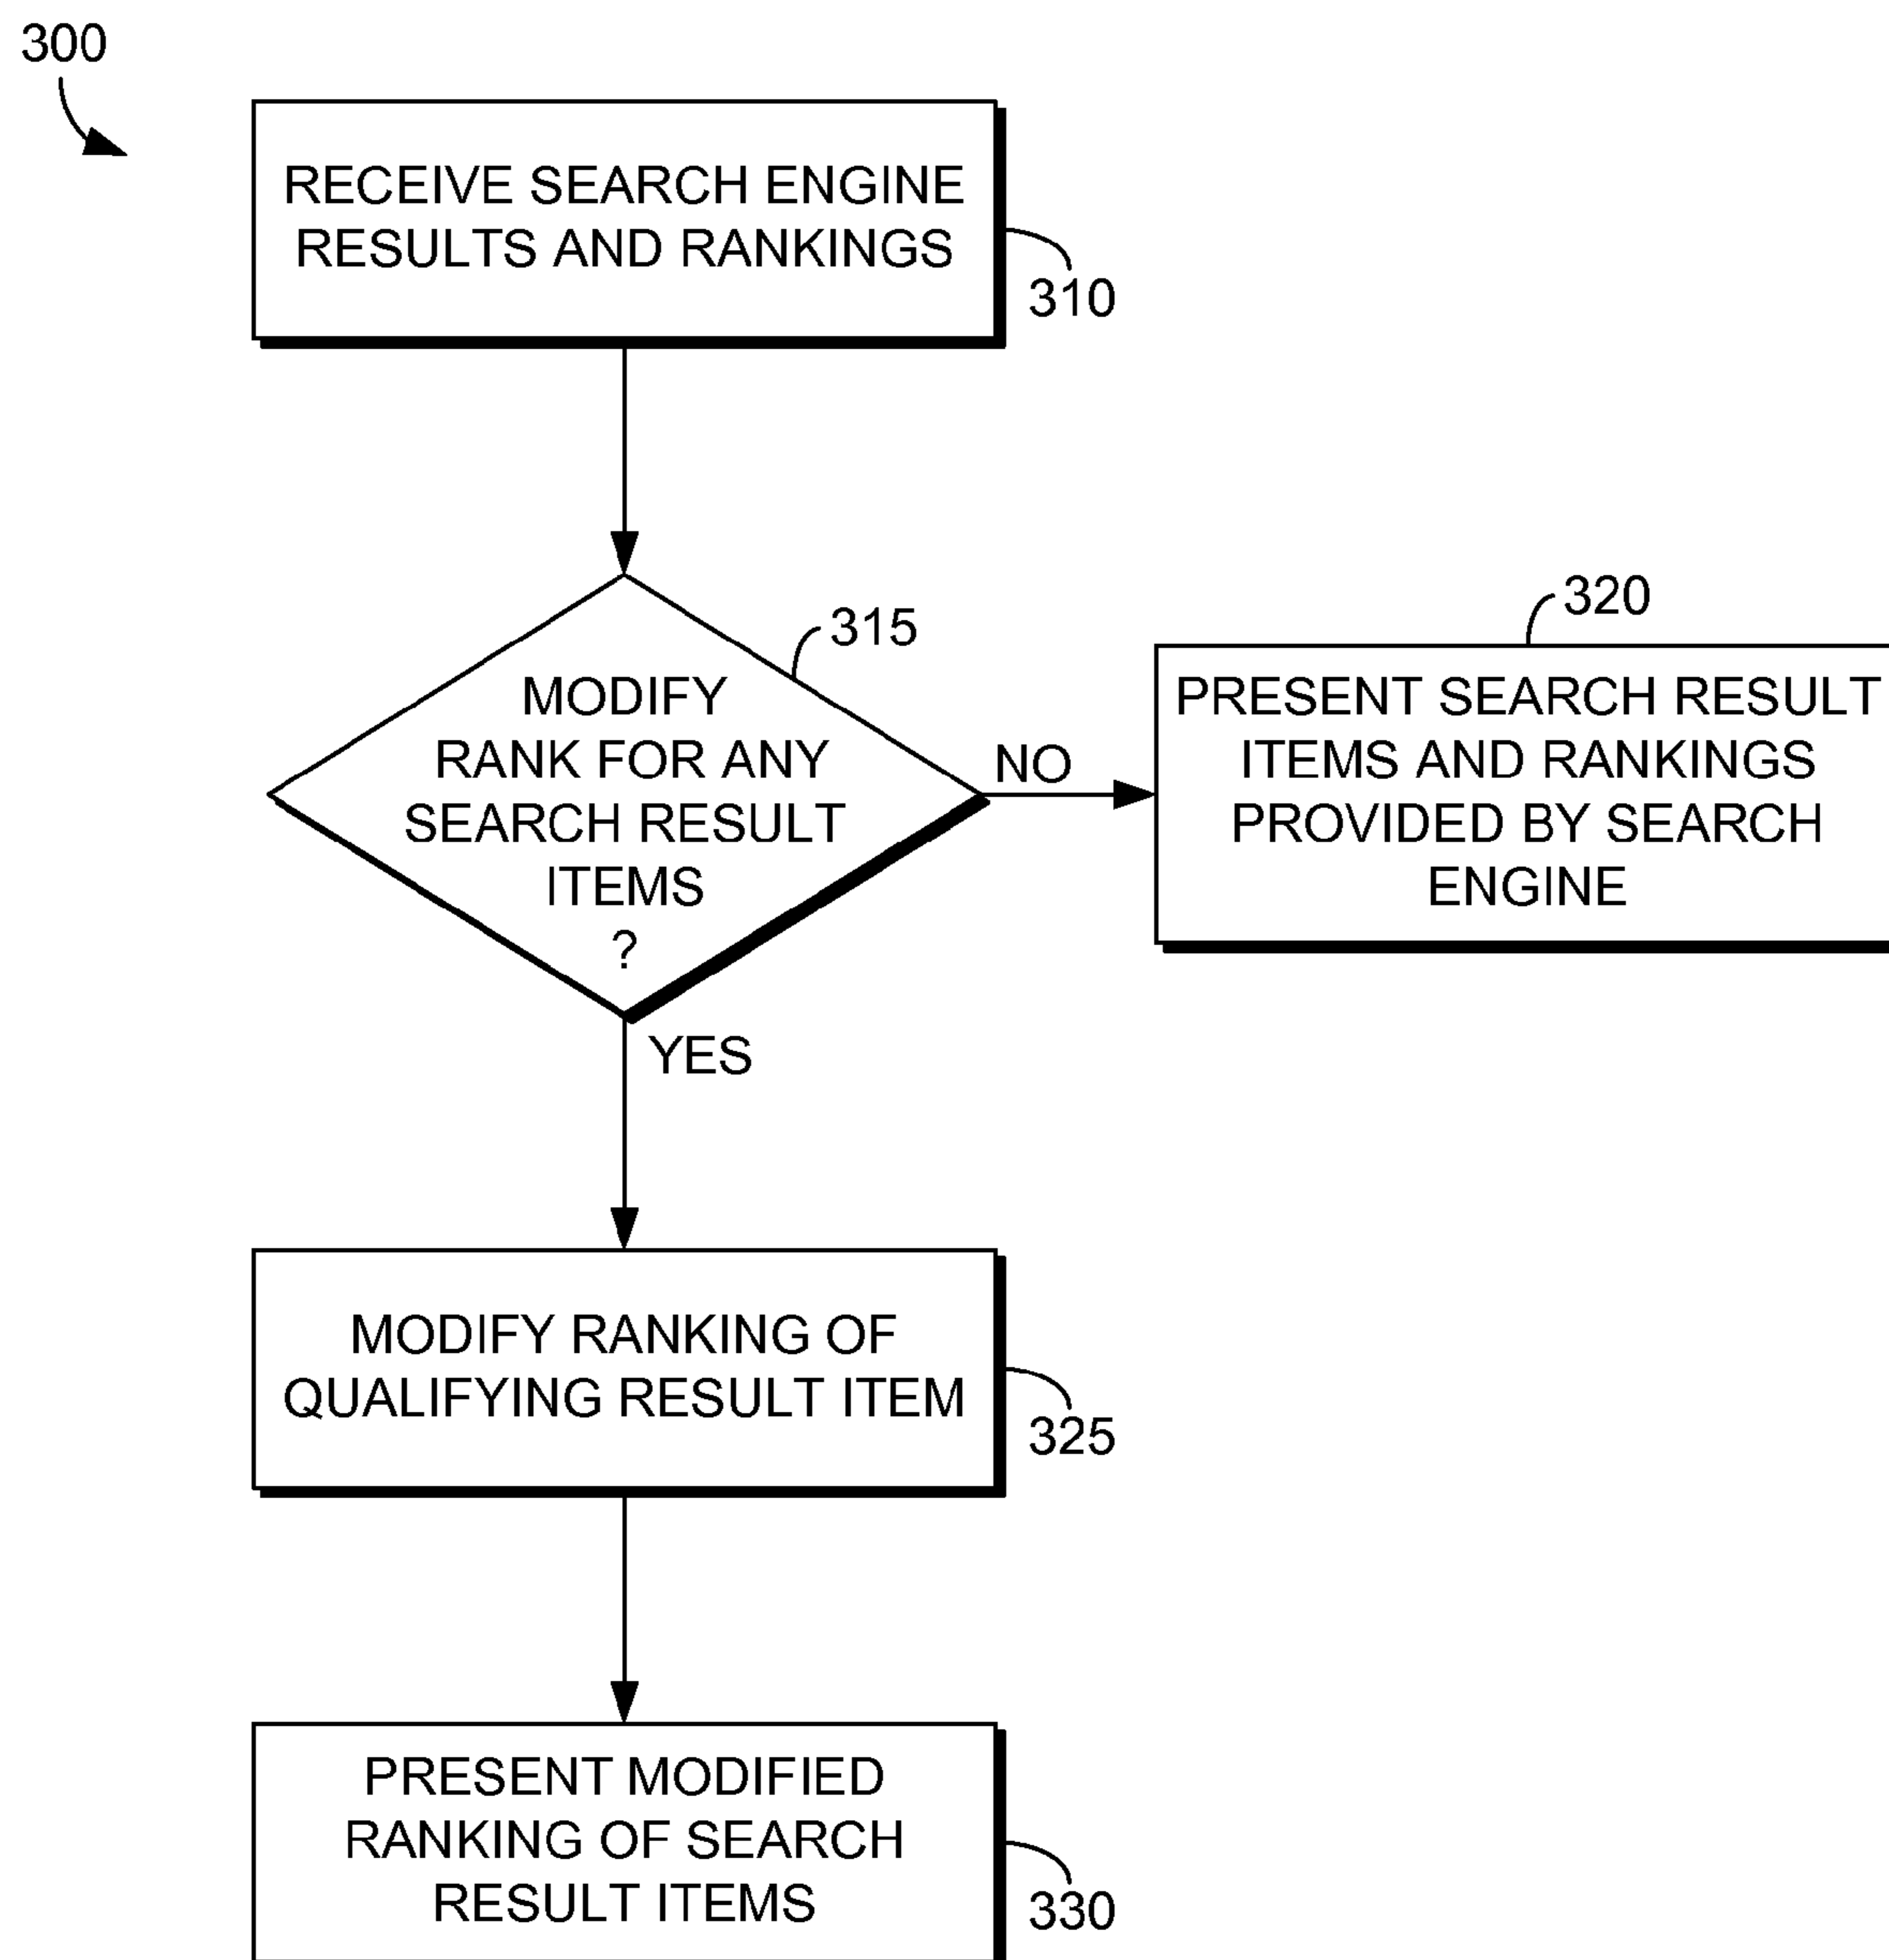 300
RECEIVE SEARCH ENGINE
RESULTS AND RANKINGS
310
315
MODIFY
RANK FOR ANY
SEARCH RESULT
ITEMS
?
NO
320
PRESENT SEARCH RESULT
ITEMS AND RANKINGS
PROVIDED BY SEARCH
ENGINE
YES
MODIFY RANKING OF
QUALIFYING RESULT ITEM
325
PRESENT MODIFIED
RANKING OF SEARCH
RESULT ITEMS
330